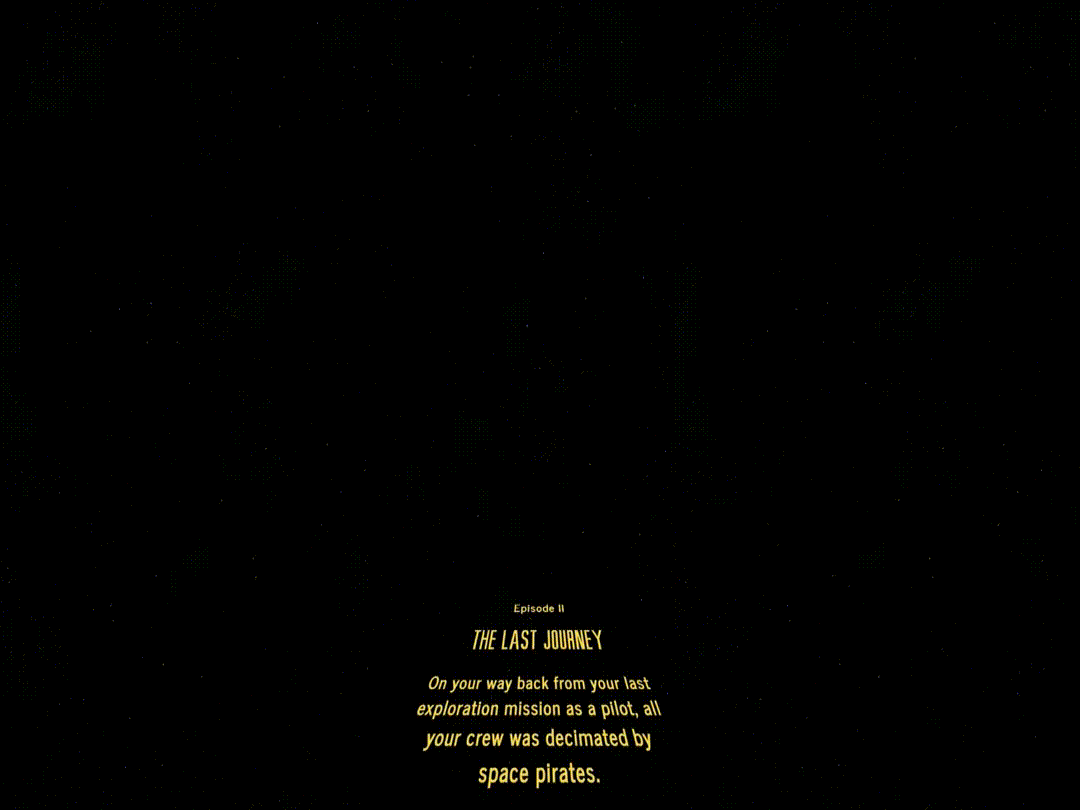 Episode II
THE LAST JOURNEY
On your way back from your last
exploration mission as a pilot, all
your crew was decimated by
space pirates.